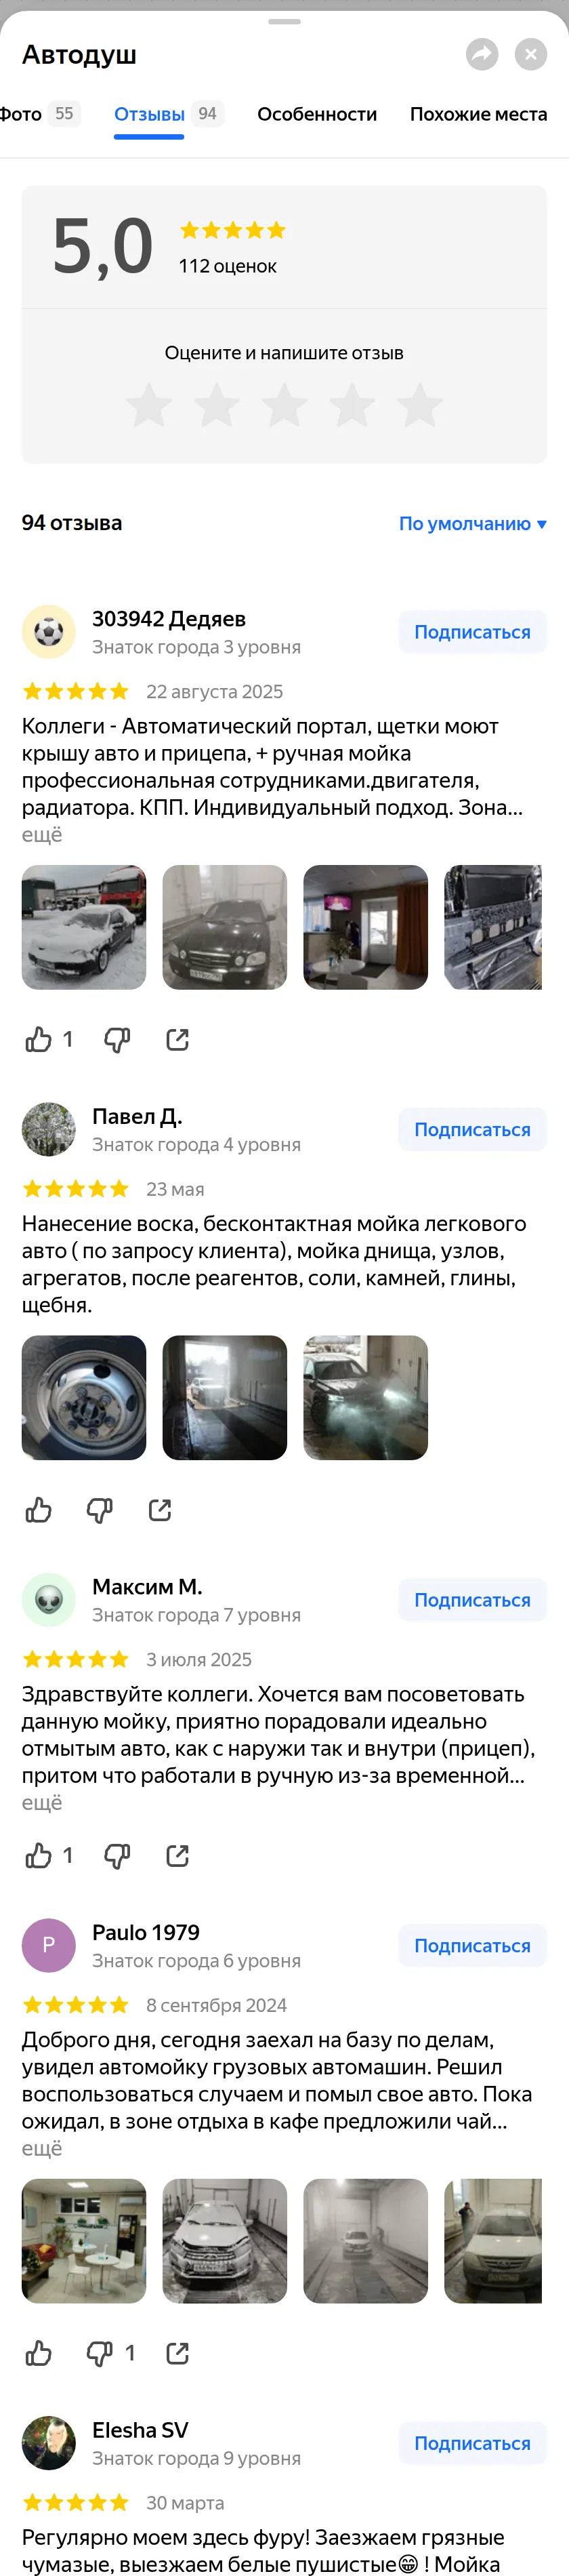 Автодуш
Фото 55 Отзывы 94 Особенности Похожие места
5,0
112 оценок
Оцените и напишите отзыв
94 отзыва По умолчанию
303942 Дедяев
Знаток города 3 уровня
Подписаться
22 августа 2025
Коллеги - Автоматический портал, щетки моют
крышу авто и прицепа, + ручная мойка
профессиональная сотрудниками.двигателя,
радиатора. КПП. Индивидуальный подход. Зона…
ещё
1
Павел Д.
Знаток города 4 уровня
Подписаться
23 мая
Нанесение воска, бесконтактная мойка легкового
авто ( по запросу клиента), мойка днища, узлов,
агрегатов, после реагентов, соли, камней, глины,
щебня.
Максим М.
Знаток города 7 уровня
Подписаться
3 июля 2025
Здравствуйте коллеги. Хочется вам посоветовать
данную мойку, приятно порадовали идеально
отмытым авто, как с наружи так и внутри (прицеп),
притом что работали в ручную из-за временной…
ещё
1
P
Paulo 1979
Знаток города 6 уровня
Подписаться
8 сентября 2024
Доброго дня, сегодня заехал на базу по делам,
увидел автомойку грузовых автомашин. Решил
воспользоваться случаем и помыл свое авто. Пока
ожидал, в зоне отдыха в кафе предложили чай…
ещё
1
Elesha SV
Знаток города 9 уровня
Подписаться
30 марта
Регулярно моем здесь фуру! Заезжаем грязные
чумазые, выезжаем белые пушистые😁 ! Мойка